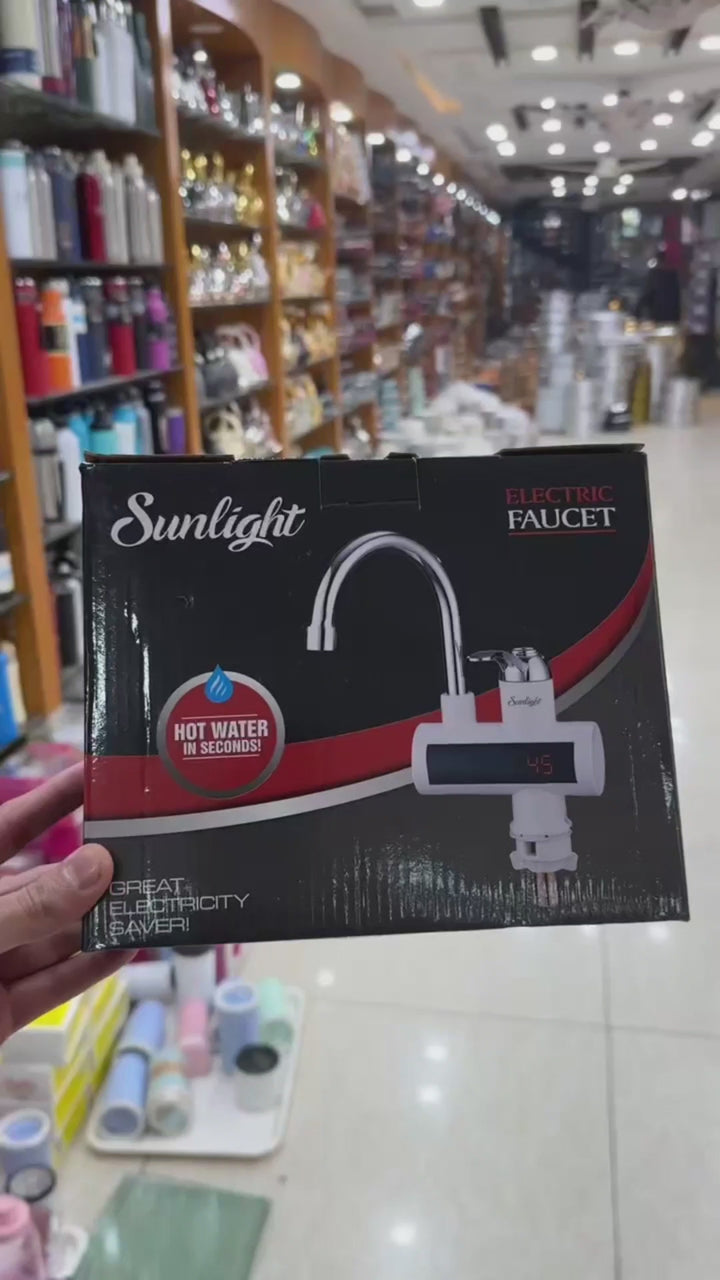 Sunlight
ELECTRIC
FAUCET
Sunlight
HOT WATER
IN SECONDS!
45
GREAT
ELECTRICITY
SAVER!